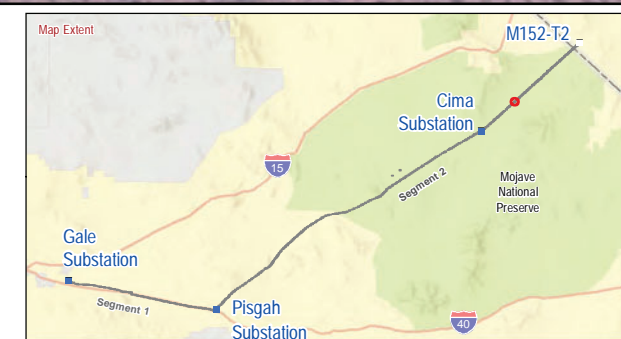 Map Extent
M152-T2
Cima
Substation
15
Segment 2
Mojave
National
Preserve
Gale
Substation
Segment 1
Pisgah
Substation
40